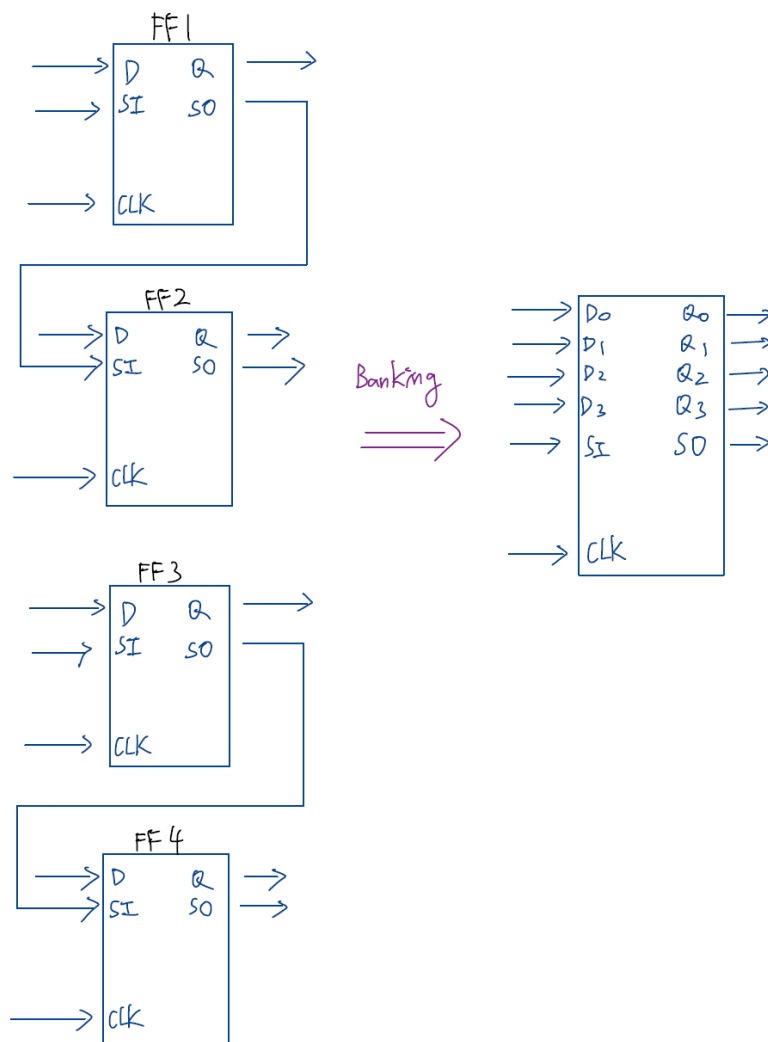 FF1
D Q
SI SO
CLK
FF2
D Q
SI SO
CLK
FF3
D Q
SI SO
CLK
FF4
D Q
SI SO
CLK
Banking
D0 Q0
D1 Q1
D2 Q2
D3 Q3
SI SO
CLK